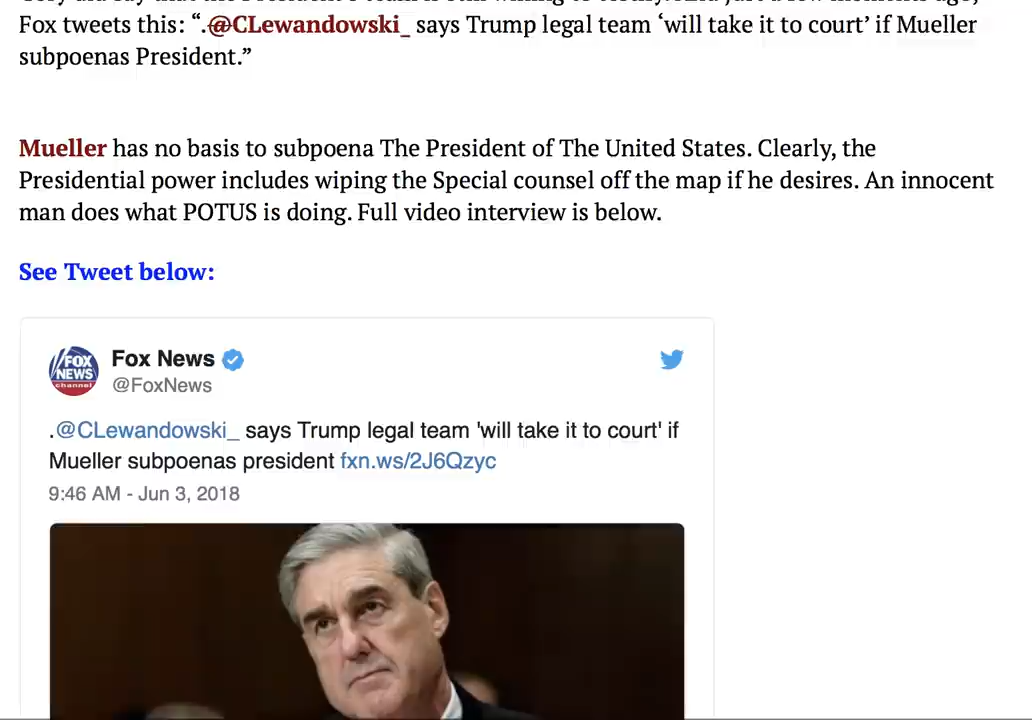 Fox tweets this: “.@CLewandowski_ says Trump legal team ‘will take it to court’ if Mueller
subpoenas President.”
Mueller has no basis to subpoena The President of The United States. Clearly, the
Presidential power includes wiping the Special counsel off the map if he desires. An innocent
man does what POTUS is doing. Full video interview is below.
See Tweet below:
FOX NEWS channel
Fox News
@FoxNews
.@CLewandowski_ says Trump legal team 'will take it to court' if
Mueller subpoenas president fxn.ws/2J6Qzyc
9:46 AM - Jun 3, 2018